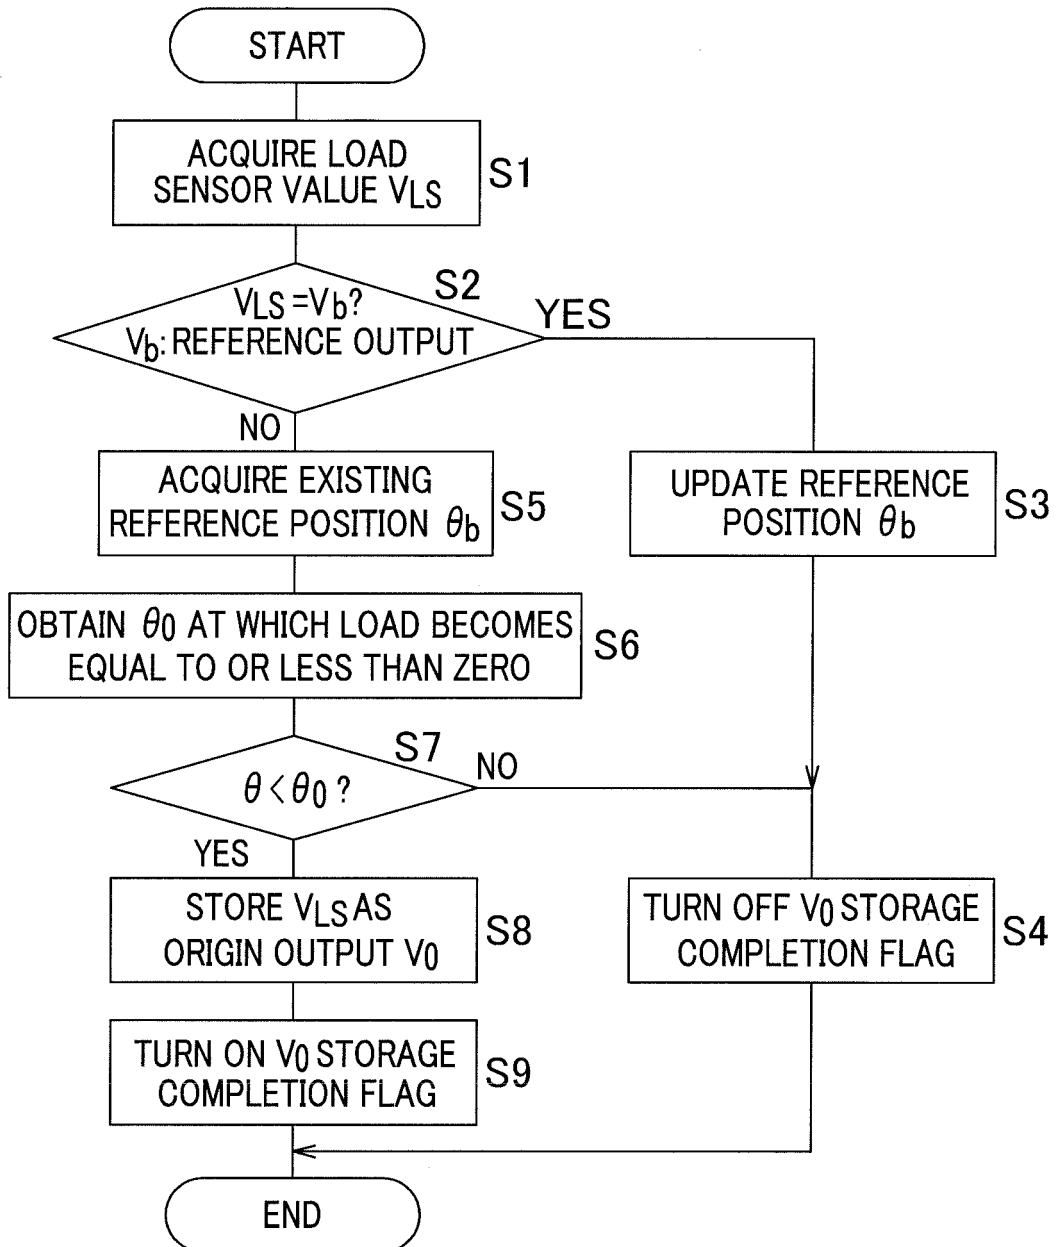 START
ACQUIRE LOAD
SENSOR VALUE VLS
S1
S2
VLS=Vb?
Vb: REFERENCE OUTPUT
YES
NO
ACQUIRE EXISTING
REFERENCE POSITION θb
S5
UPDATE REFERENCE
POSITION θb
S3
OBTAIN θ0 AT WHICH LOAD BECOMES
EQUAL TO OR LESS THAN ZERO
S6
S7
θ<θ0?
NO
YES
STORE VLS AS
ORIGIN OUTPUT V0
S8
TURN OFF V0 STORAGE
COMPLETION FLAG
S4
TURN ON V0 STORAGE
COMPLETION FLAG
S9
END